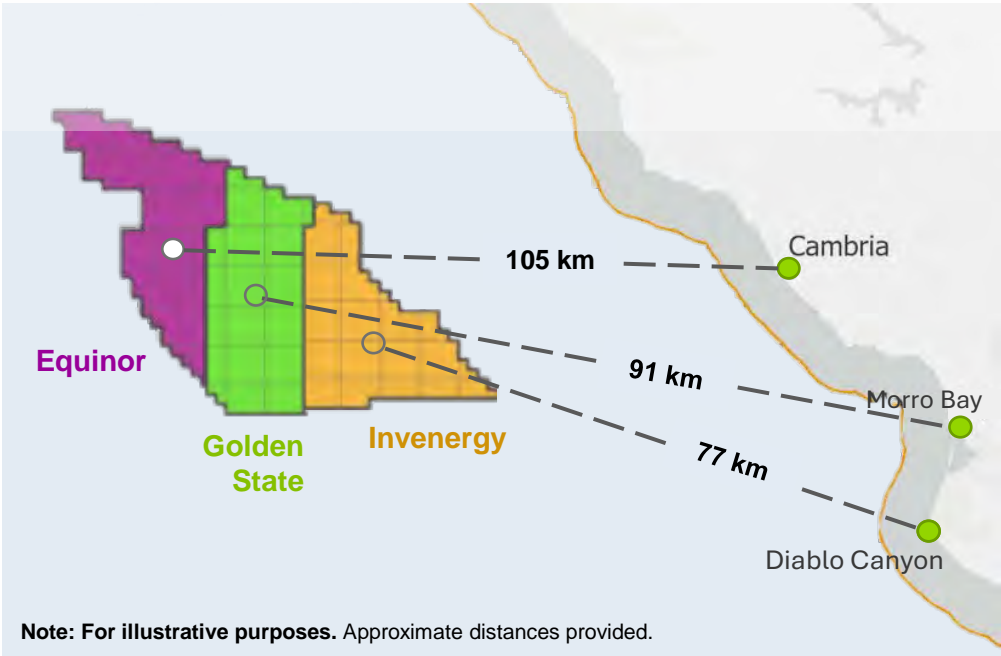 Cambria
105 km
Equinor
91 km
Morro Bay
Golden
State
Invenergy
77 km
Diablo Canyon
Note: For illustrative purposes. Approximate distances provided.